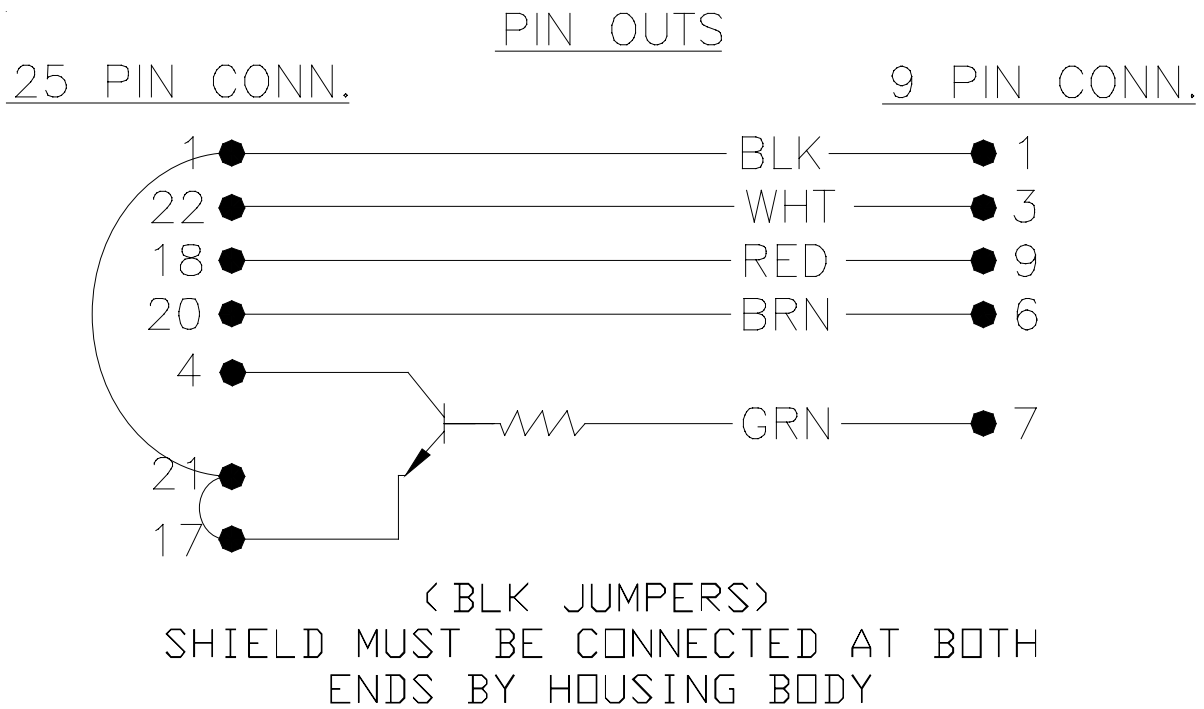 PIN OUTS
25 PIN CONN.
9 PIN CONN.
1 BLK 1
22 WHT 3
18 RED 9
20 BRN 6
4
GRN 7
21
17
(BLK JUMPERS)
SHIELD MUST BE CONNECTED AT BOTH
ENDS BY HOUSING BODY